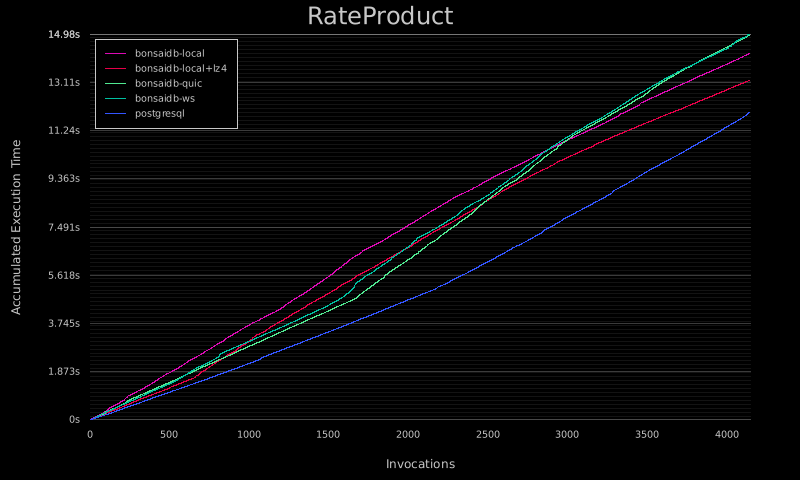 RateProduct
14.98s
13.11s
11.24s
9.363s
7.491s
5.618s
3.745s
1.873s
0s
Accumulated Execution Time
bonsaidb-local
bonsaidb-local+lz4
bonsaidb-quic
bonsaidb-ws
postgresql
0 500 1000 1500 2000 2500 3000 3500 4000
Invocations